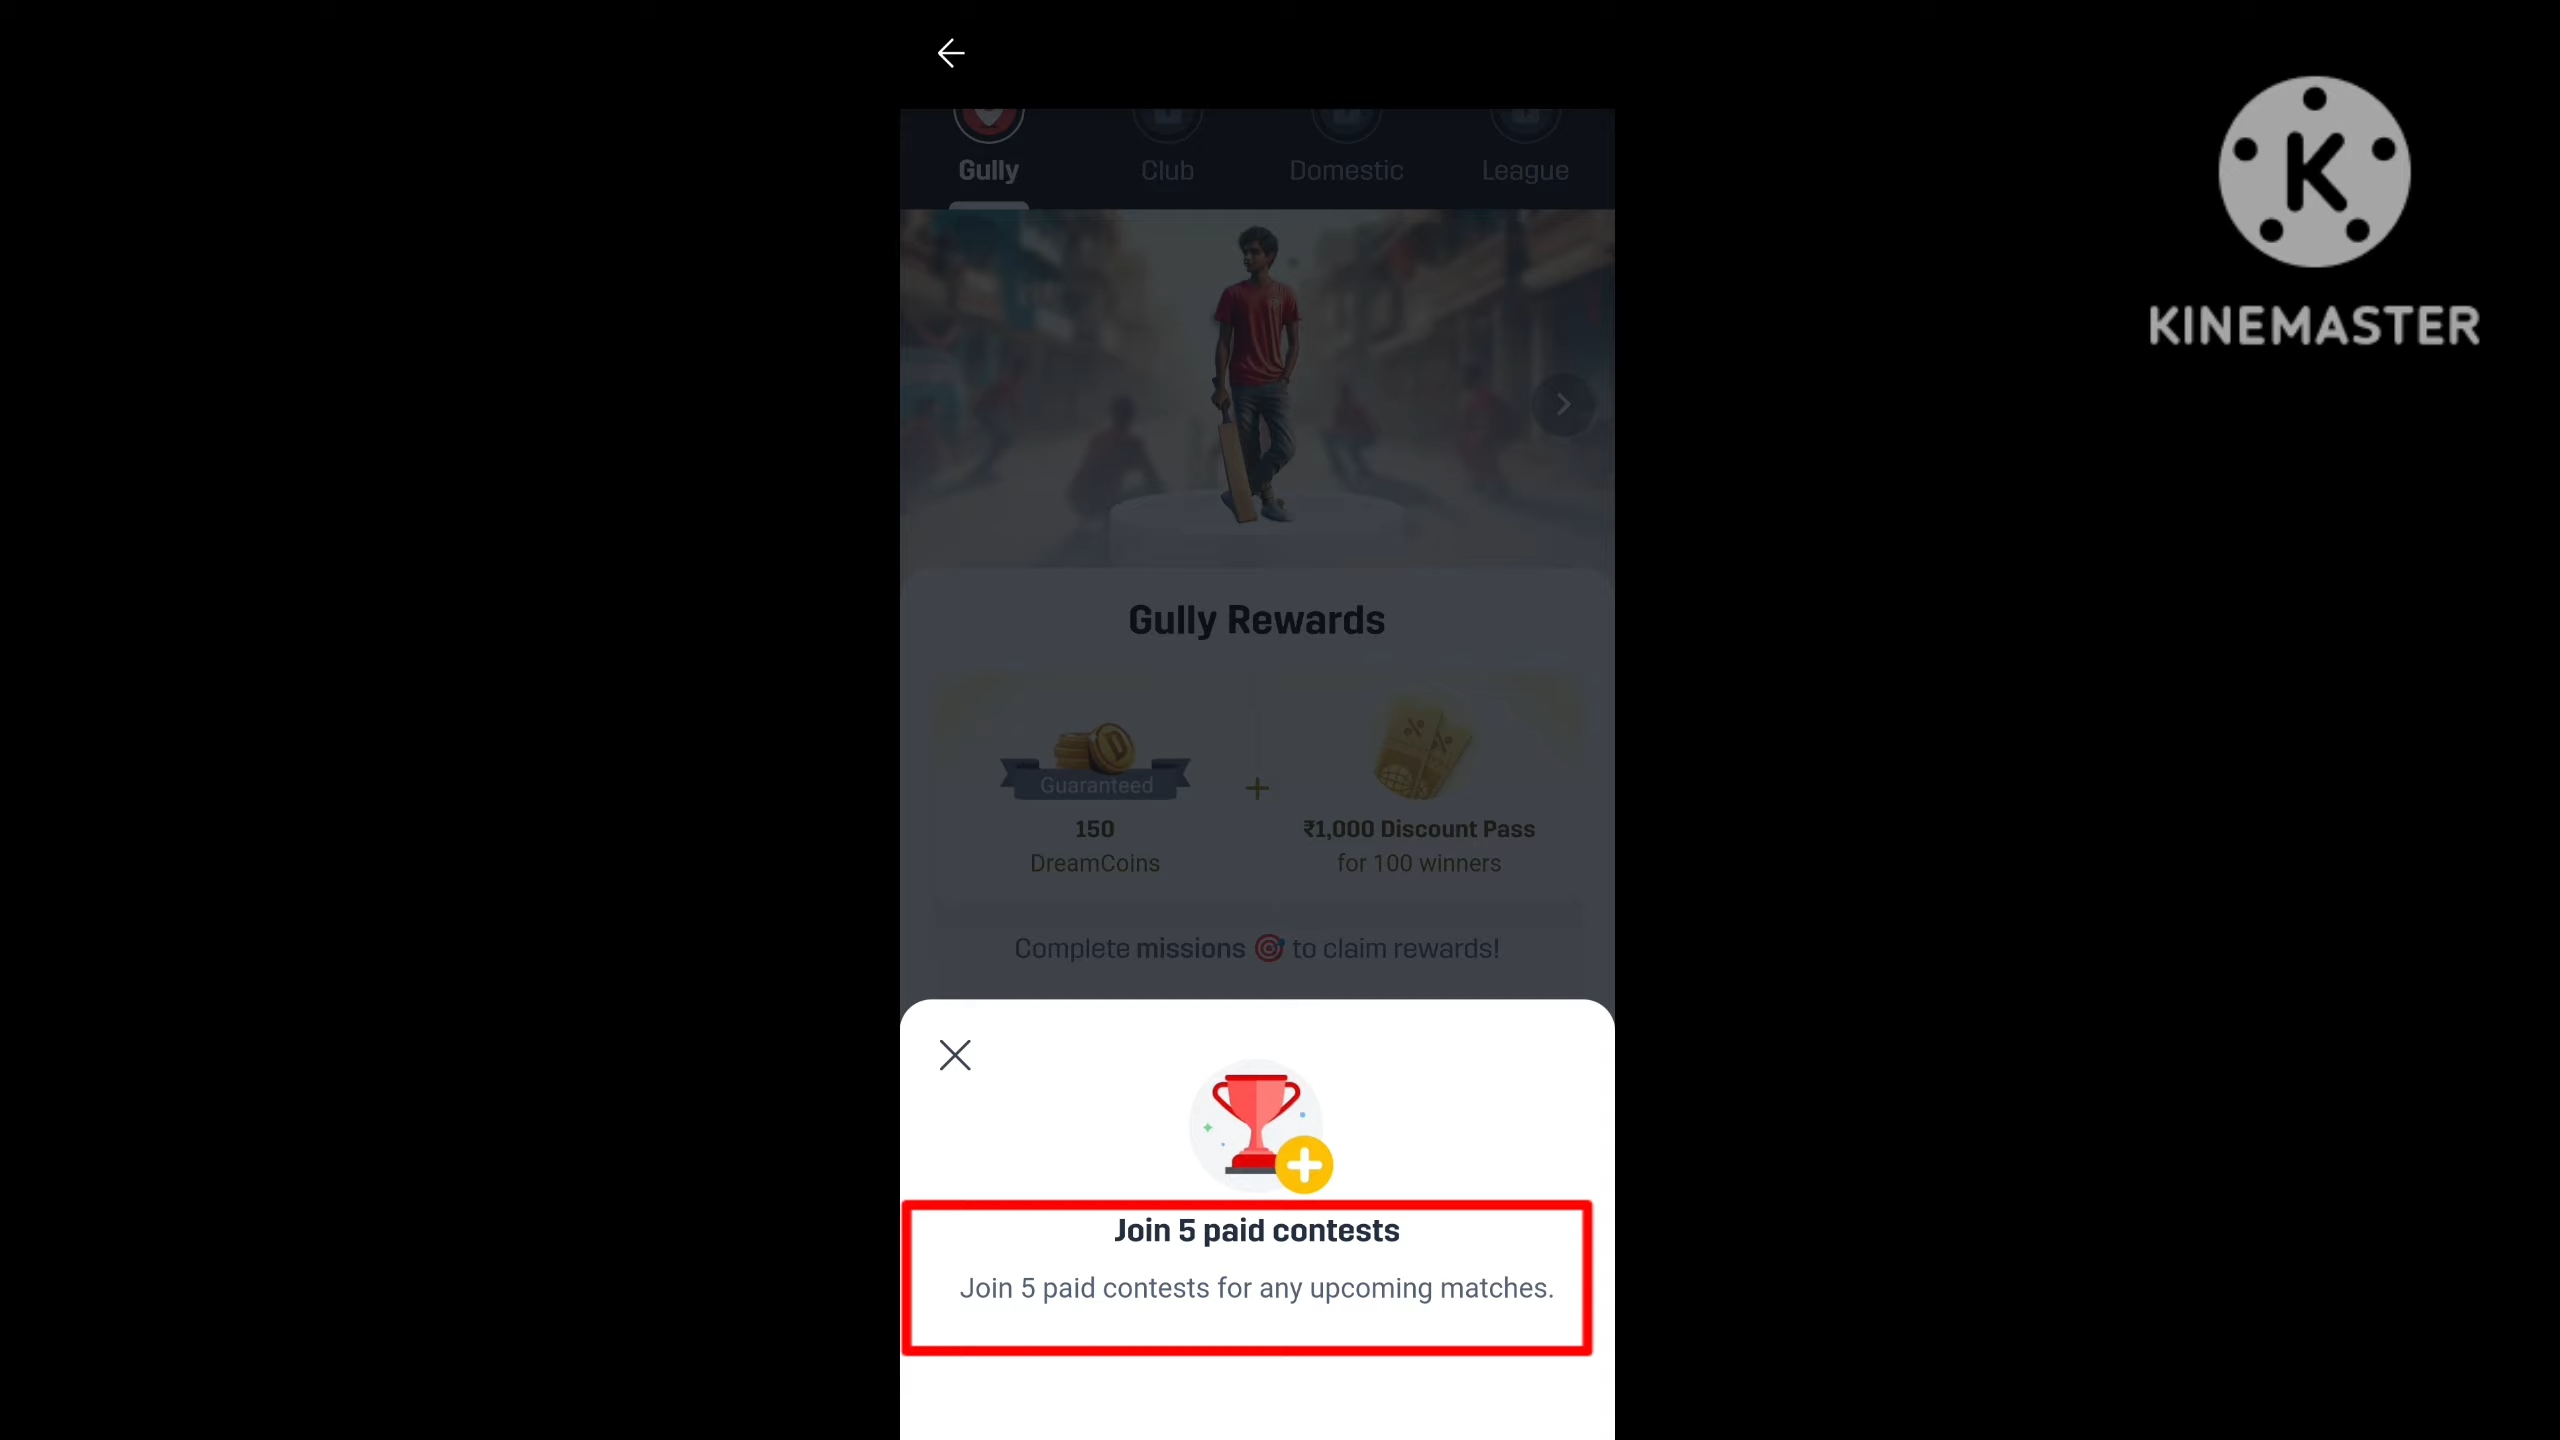 Gully
Club
Domestic
League
K
KINEMASTER
Gully Rewards
D
Guaranteed
+
150
DreamCoins
₹1,000 Discount Pass
for 100 winners
Complete missions 🎯 to claim rewards!
Join 5 paid contests
Join 5 paid contests for any upcoming matches.